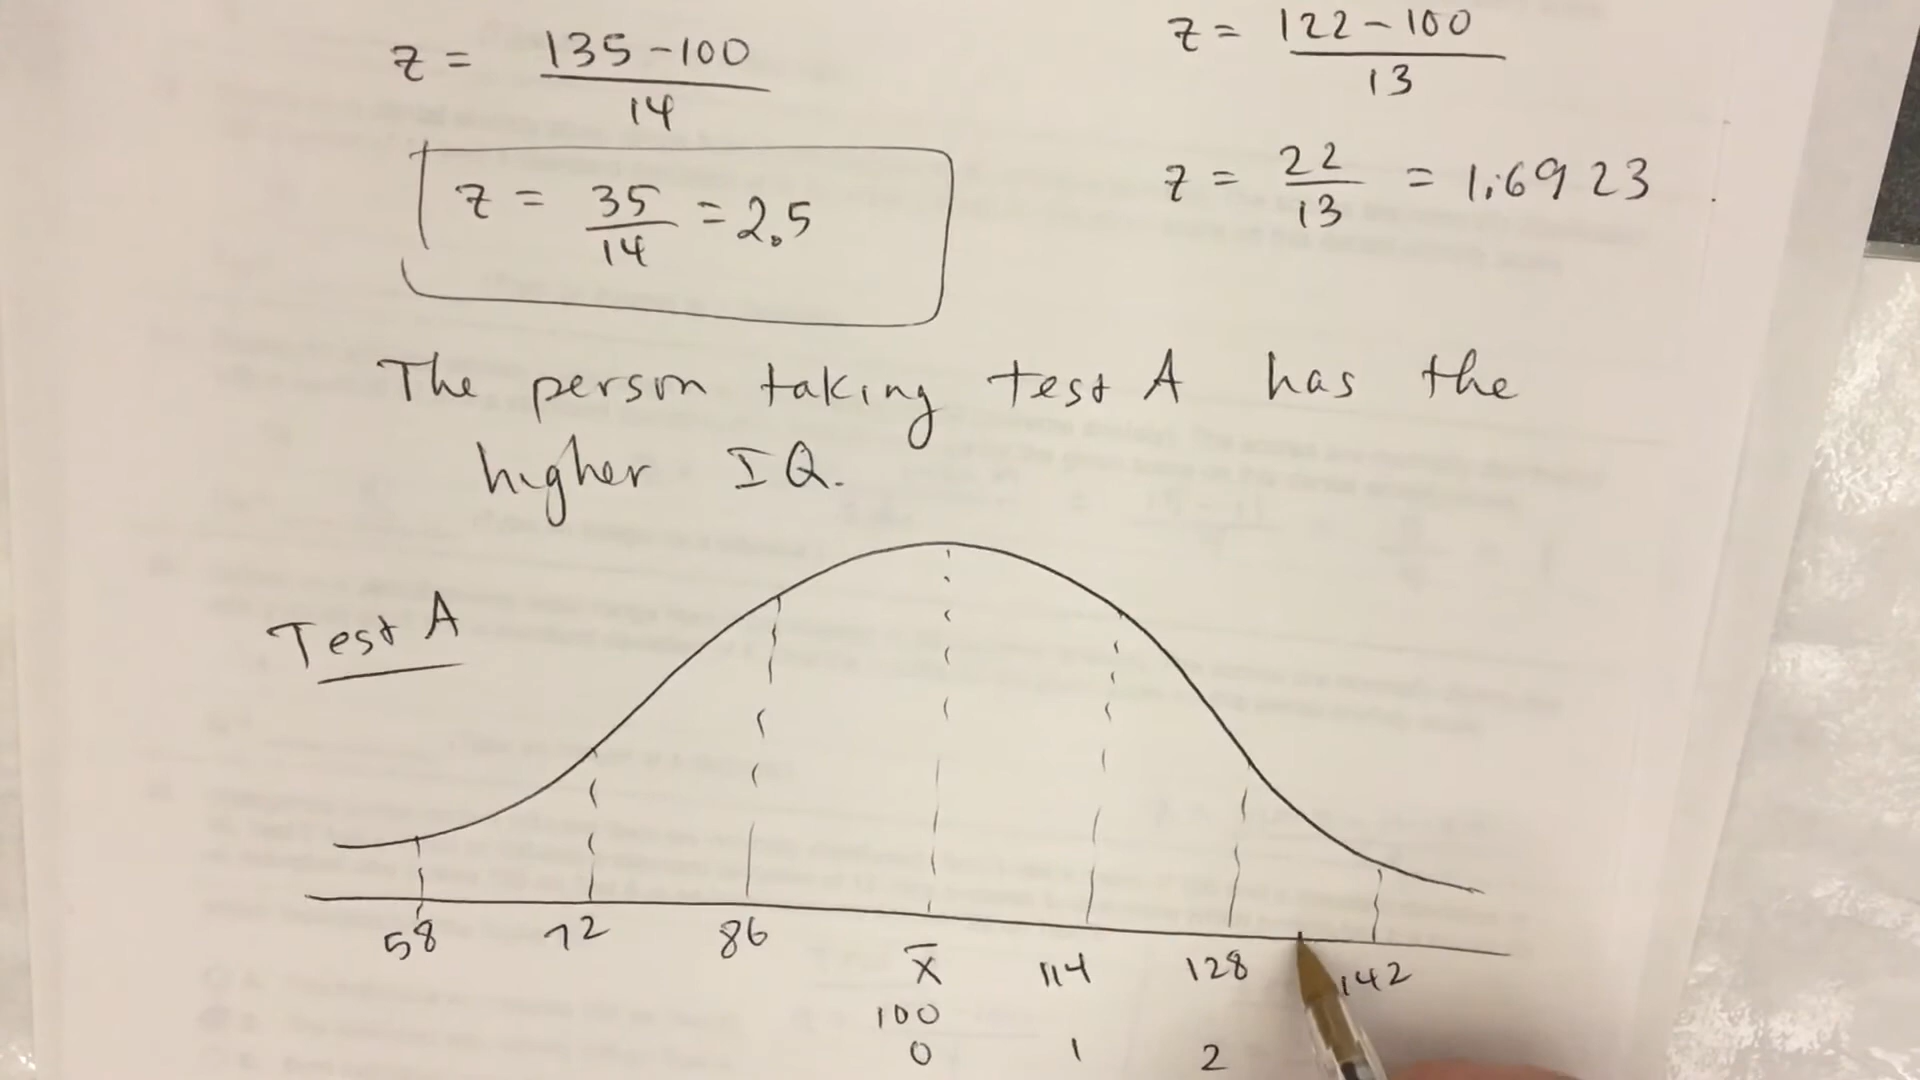 z = 135 - 100 / 14
z = 35 / 14 = 2.5
z = 122 - 100 / 13
z = 22 / 13 = 1.6923
The person taking test A has the
higher IQ.
Test A
58 72 86 x̄ 114 128 142
100
0 1 2